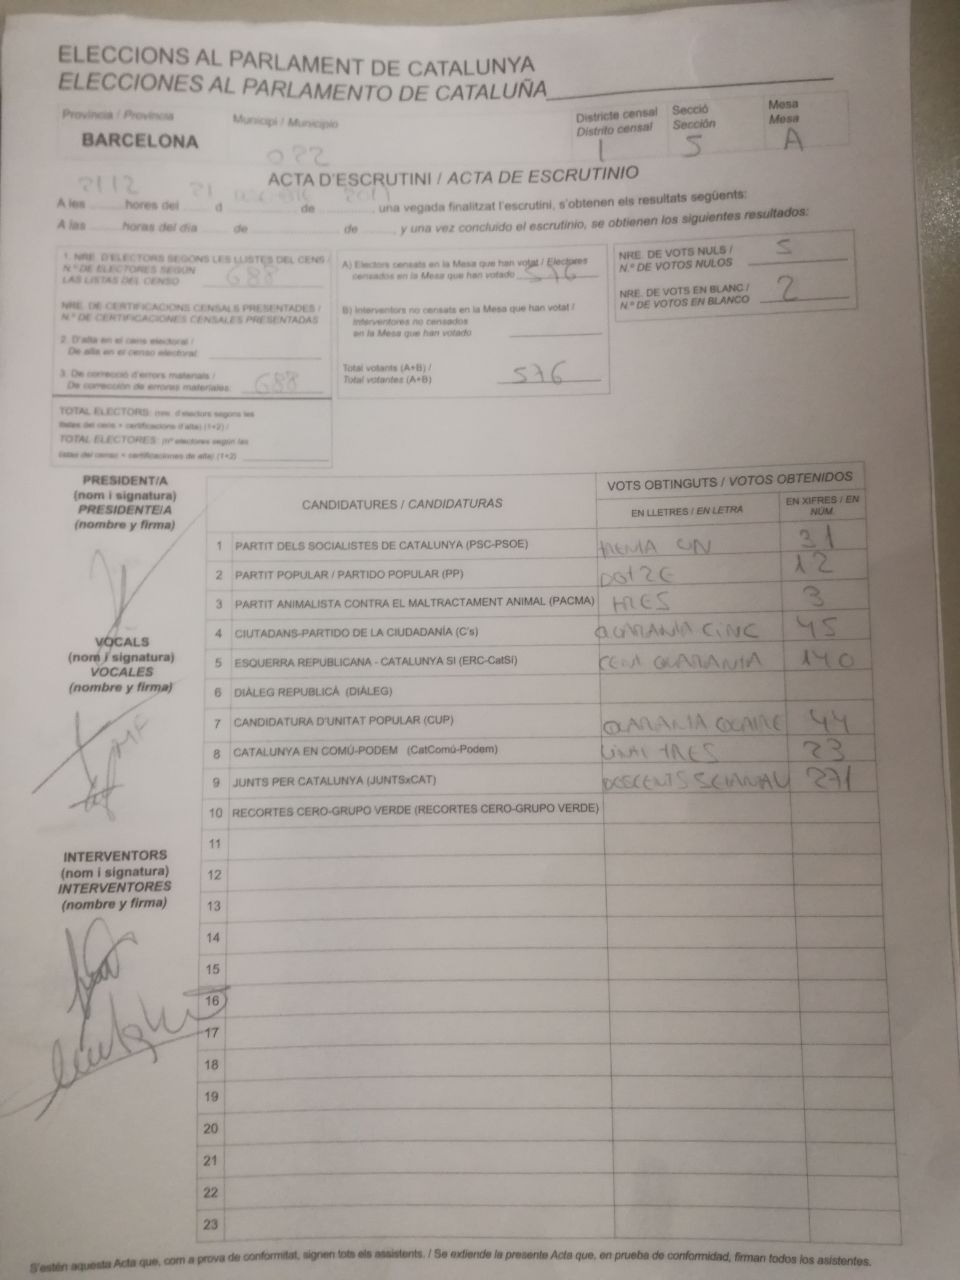 ELECCIONS AL PARLAMENT DE CATALUNYA
ELECCIONES AL PARLAMENTO DE CATALUÑA
Província / Provincia
BARCELONA
Municipi / Municipio
022
Districte censal
Distrito censal
1
Secció
Sección
5
Mesa
Mesa
A
ACTA D'ESCRUTINI / ACTA DE ESCRUTINIO
A les 2112 hores del 21 d de 2017, una vegada finalitzat l'escrutini, s'obtenen els resultats següents:
A las horas del día de de , y una vez concluido el escrutinio, se obtienen los siguientes resultados:
1. NRE. D'ELECTORS SEGONS LES LLISTES DEL CENS /
N.º DE ELECTORES SEGÚN
LAS LISTAS DEL CENSO 688
NRE. DE CERTIFICACIONS CENSALS PRESENTADES /
N.º DE CERTIFICACIONES CENSALES PRESENTADAS
2. D'alta en el cens electoral /
De alta en el censo electoral:
3. De correcció d'errors materials /
De corrección de errores materiales: 688
TOTAL ELECTORS: (nre. d'electors segons les
llistes del cens + certificacions d'alta) (1+2) /
TOTAL ELECTORES: (nº electores según las
listas del censo + certificaciones de alta) (1+2)
A) Electors censats en la Mesa que han votat / Electores
censados en la Mesa que han votado 576
B) Interventors no censats en la Mesa que han votat /
Interventores no censados
en la Mesa que han votado
Total votants (A+B) /
Total votantes (A+B) 576
NRE. DE VOTS NULS /
N.º DE VOTOS NULOS 5
NRE. DE VOTS EN BLANC /
N.º DE VOTOS EN BLANCO 2
PRESIDENT/A
(nom i signatura)
PRESIDENTE/A
(nombre y firma)
VOCALS
(nom i signatura)
VOCALES
(nombre y firma)
INTERVENTORS
(nom i signatura)
INTERVENTORES
(nombre y firma)
CANDIDATURES / CANDIDATURAS
VOTS OBTINGUTS / VOTOS OBTENIDOS
EN LLETRES / EN LETRA
EN XIFRES / EN NÚM.
1 PARTIT DELS SOCIALISTES DE CATALUNYA (PSC-PSOE) TRENTA UN 31
2 PARTIT POPULAR / PARTIDO POPULAR (PP) DOTZE 12
3 PARTIT ANIMALISTA CONTRA EL MALTRACTAMENT ANIMAL (PACMA) TRES 3
4 CIUTADANS-PARTIDO DE LA CIUDADANÍA (C's) QUARANTA CINC 45
5 ESQUERRA REPUBLICANA - CATALUNYA SI (ERC-CatSí) CENT QUARANTA 140
6 DIÀLEG REPUBLICÀ (DIÀLEG)
7 CANDIDATURA D'UNITAT POPULAR (CUP) QUARANTA QUATRE 44
8 CATALUNYA EN COMÚ-PODEM (CatComú-Podem) VINT TRES 23
9 JUNTS PER CATALUNYA (JUNTSxCAT) DOSCENTS SETANTAU 271
10 RECORTES CERO-GRUPO VERDE (RECORTES CERO-GRUPO VERDE)
11
12
13
14
15
16
17
18
19
20
21
22
23
S'estén aquesta Acta que, com a prova de conformitat, signen tots els assistents. / Se extiende la presente Acta que, en prueba de conformidad, firman todos los asistentes.